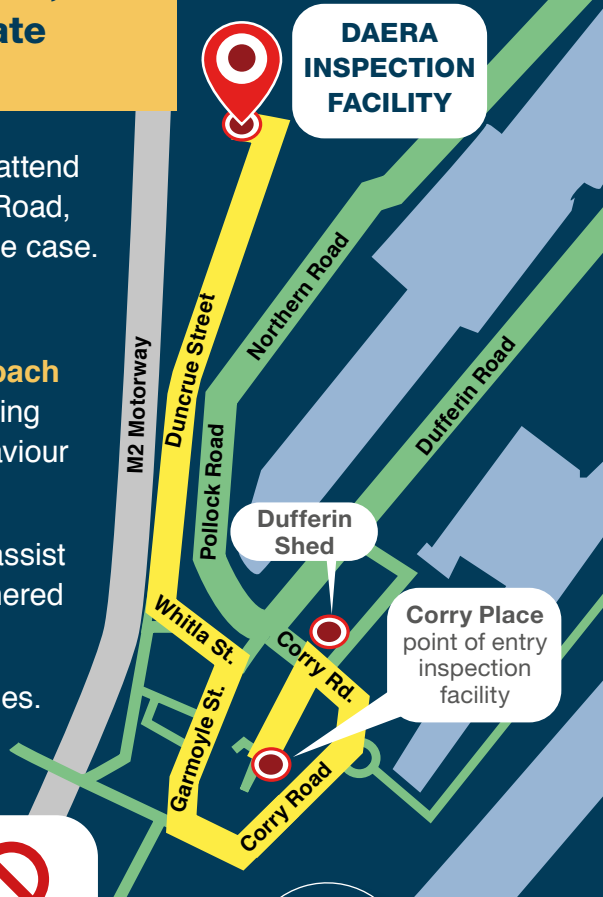 ate
attend
Road,
e case.
oach
ing
aviour
assist
nered
es.
DAERA
INSPECTION
FACILITY
M2 Motorway
Duncrue Street
Northern Road
Pollock Road
Dufferin Road
Dufferin
Shed
Whitla St.
Corry Rd.
Corry Place
point of entry
inspection
facility
Garmoyle St.
Corry Road